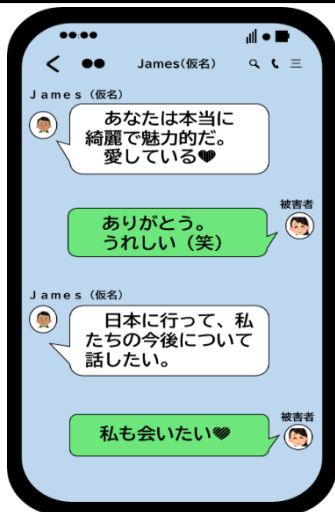 ●●:●●
< ●● James(仮名)
James（仮名）
あなたは本当に
綺麗で魅力的だ。
愛している♥
被害者
ありがとう。
うれしい（笑）
James（仮名）
日本に行って、私
たちの今後について
話したい。
被害者
私も会いたい♥